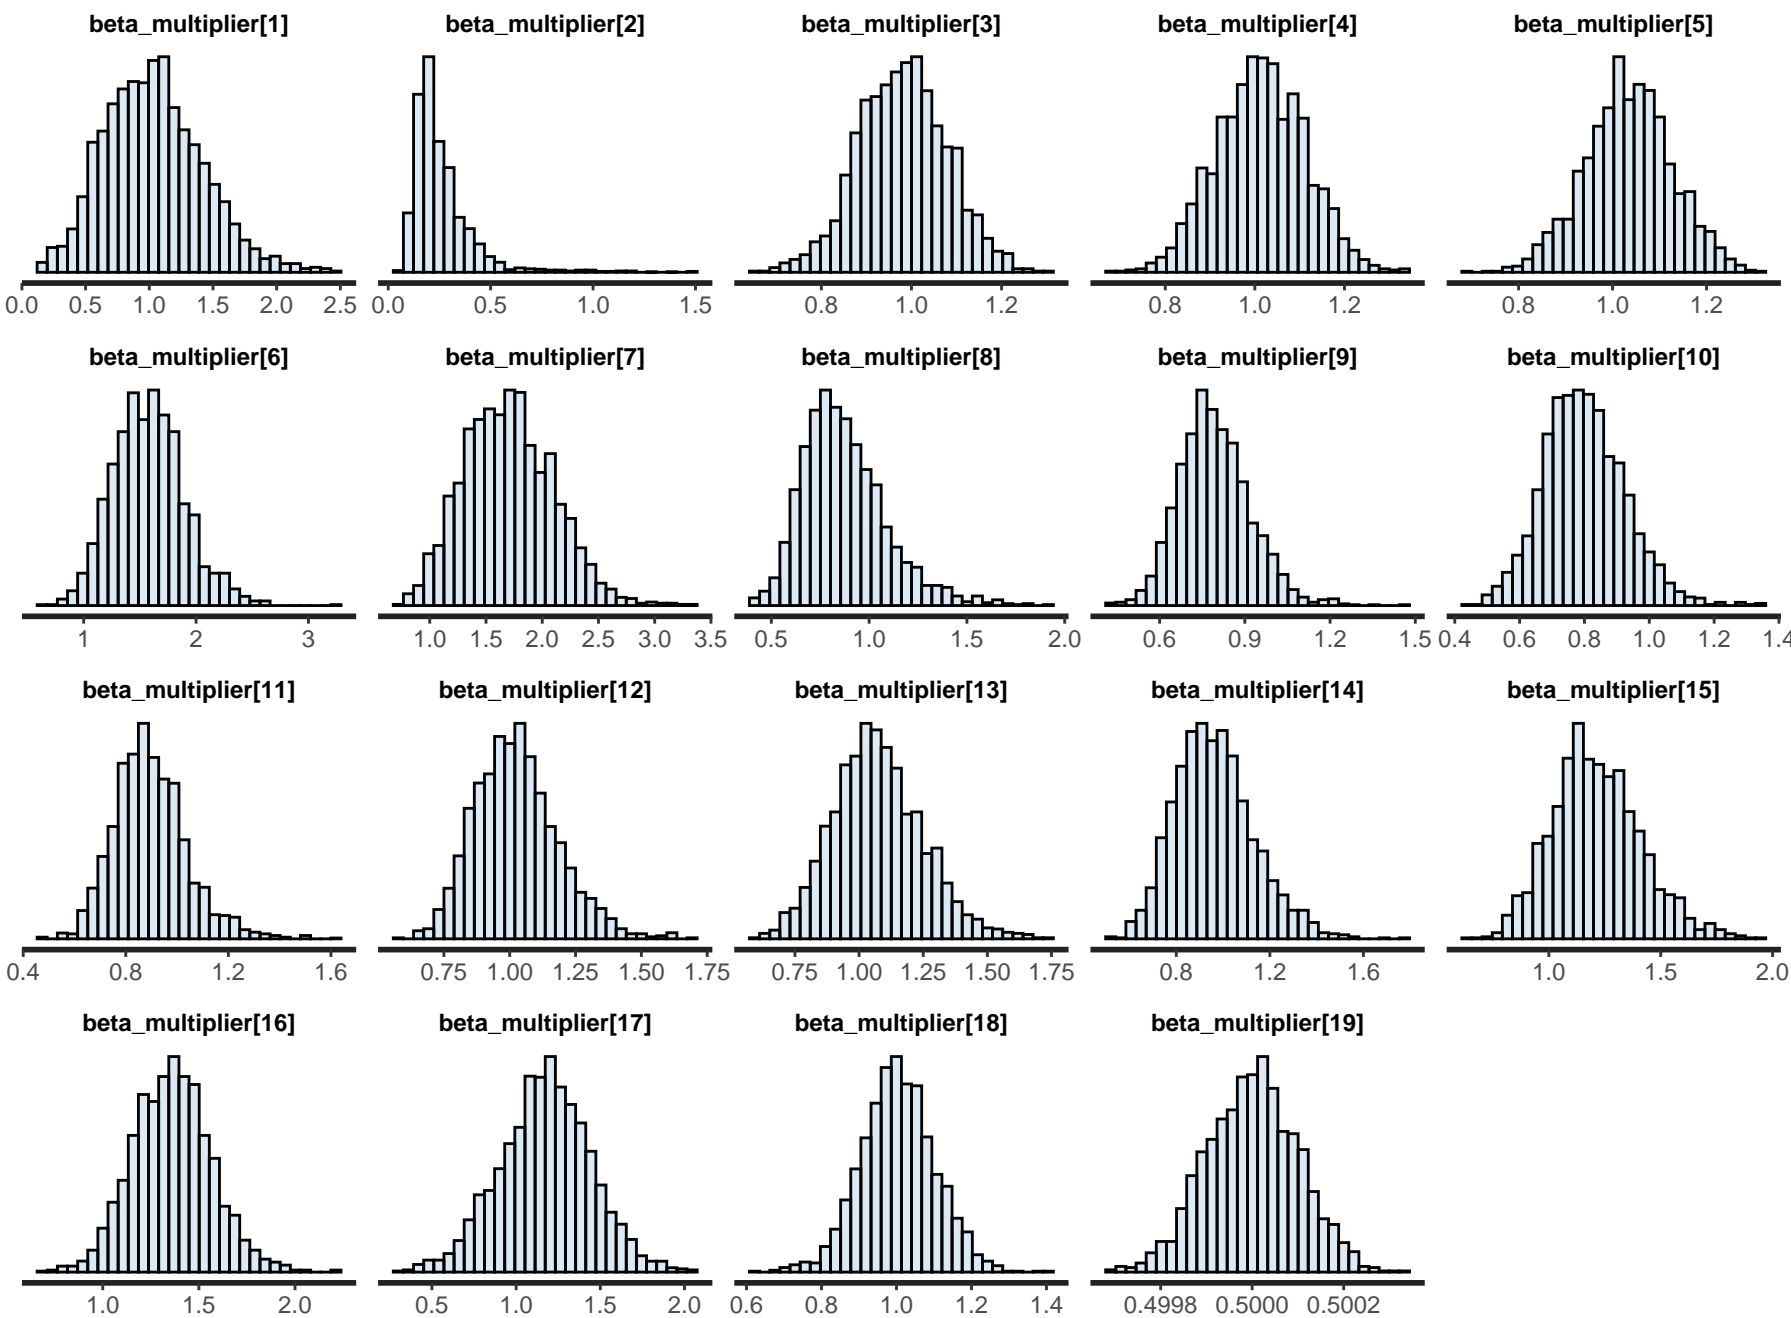 beta_multiplier[1] beta_multiplier[2] beta_multiplier[3] beta_multiplier[4] beta_multiplier[5]
0.0 0.5 1.0 1.5 2.0 2.5 0.0 0.5 1.0 1.5 0.8 1.0 1.2 0.8 1.0 1.2 0.8 1.0 1.2
beta_multiplier[6] beta_multiplier[7] beta_multiplier[8] beta_multiplier[9] beta_multiplier[10]
1 2 3 1.0 1.5 2.0 2.5 3.0 3.5 0.5 1.0 1.5 2.0 0.6 0.9 1.2 1.5 0.4 0.6 0.8 1.0 1.2 1.4
beta_multiplier[11] beta_multiplier[12] beta_multiplier[13] beta_multiplier[14] beta_multiplier[15]
0.4 0.8 1.2 1.6 0.75 1.00 1.25 1.50 1.75 0.75 1.00 1.25 1.50 1.75 0.8 1.2 1.6 1.0 1.5 2.0
beta_multiplier[16] beta_multiplier[17] beta_multiplier[18] beta_multiplier[19]
1.0 1.5 2.0 0.5 1.0 1.5 2.0 0.6 0.8 1.0 1.2 1.4 0.4998 0.5000 0.5002